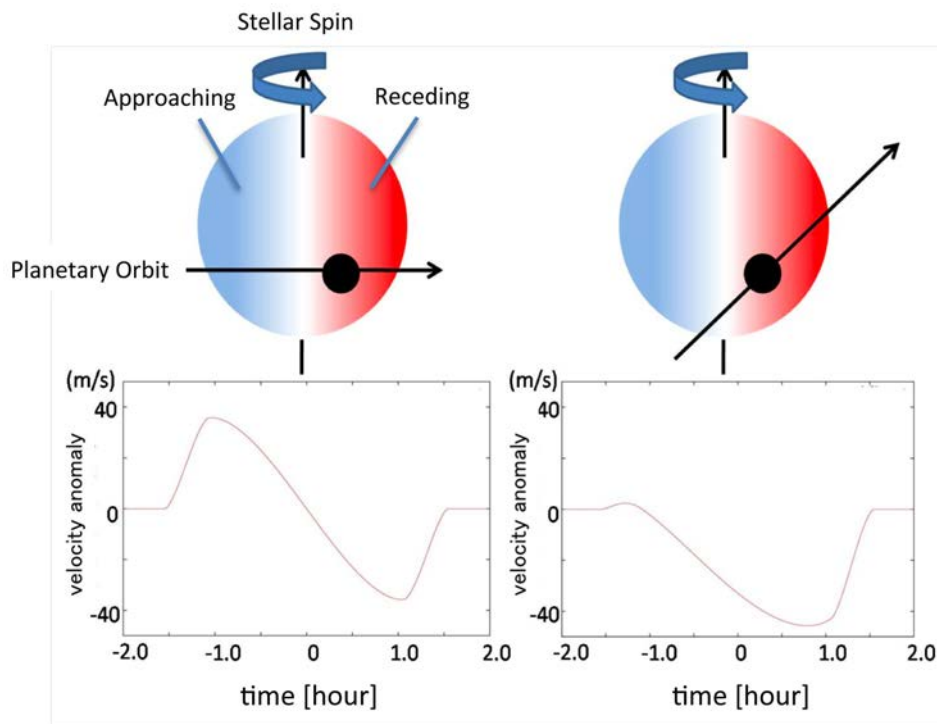 Stellar Spin
Approaching
Receding
Planetary Orbit
(m/s)
40
0
-40
velocity anomaly
-2.0 -1.0 0 1.0 2.0
time [hour]
(m/s)
40
0
-40
velocity anomaly
-2.0 -1.0 0 1.0 2.0
time [hour]